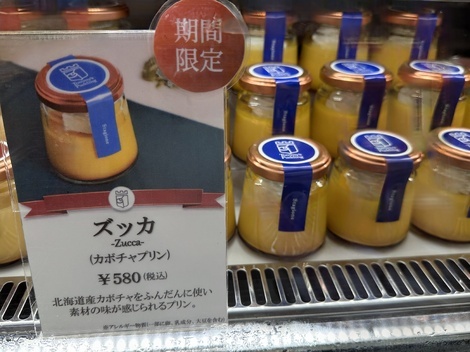 期間
限定
ズッカ
-Zucca-
(カボチャプリン)
￥580(税込)
北海道産カボチャをふんだんに使い
素材の味が感じられるプリン。